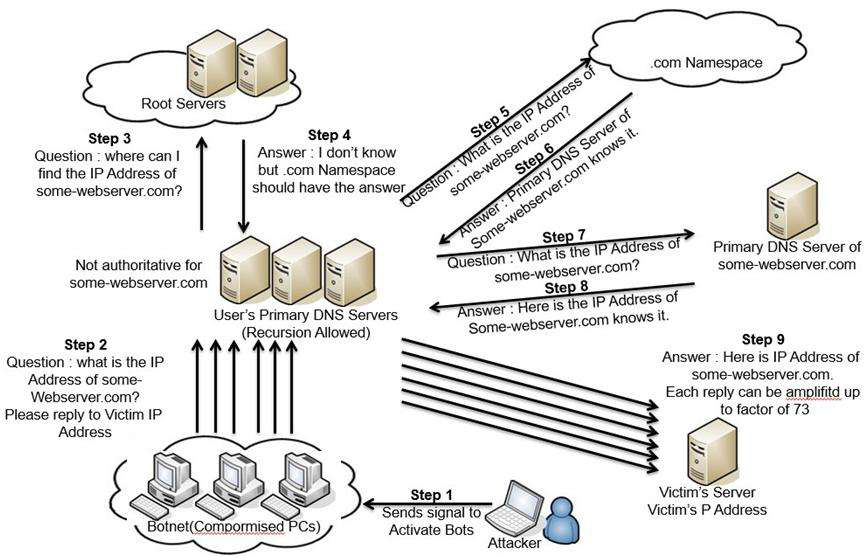 Root Servers
.com Namespace
Step 3
Question : where can I
find the IP Address of
some-webserver.com?
Step 4
Answer : I don't know
but .com Namespace
should have the answer
Step 5
Question : What is the IP Address of
some-webserver.com?
Step 6
Answer : Primary DNS Server of
Some-webserver.com knows it.
Step 7
Question : What is the IP Address of
some-webserver.com?
Primary DNS Server of
some-webserver.com
Not authoritative for
some-webserver.com
Step 8
Answer : Here is the IP Address of
Some-webserver.com knows it.
User's Primary DNS Servers
(Recursion Allowed)
Step 2
Question : what is the IP
Address of some-
Webserver.com?
Please reply to Victim IP
Address
Step 9
Answer : Here is IP Address of
some-webserver.com.
Each reply can be amplifitd up
to factor of 73
Victim's Server
Victim's P Address
Botnet(Compormised PCs)
Step 1
Sends signal to
Activate Bots
Attacker